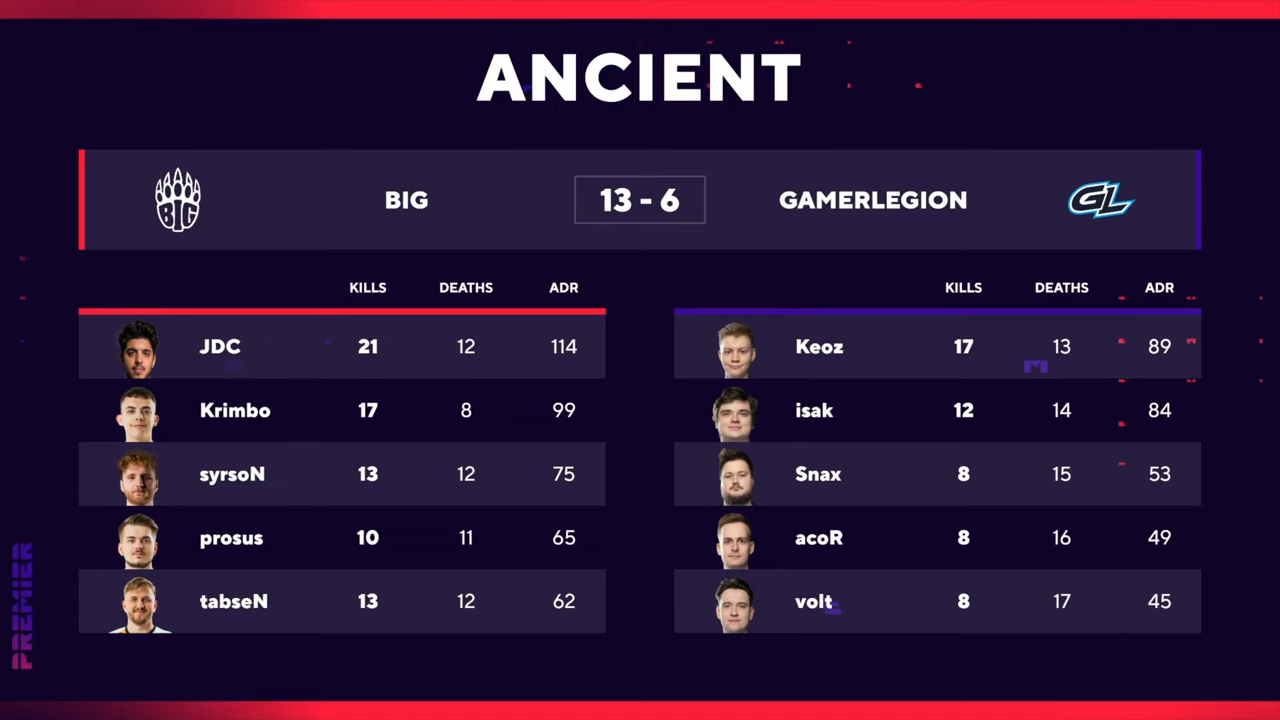 ANCIENT
BIG
BIG
13 - 6
GAMERLEGION
GL
KILLS DEATHS ADR
JDC 21 12 114
Krimbo 17 8 99
syrsoN 13 12 75
prosus 10 11 65
tabseN 13 12 62
KILLS DEATHS ADR
Keoz 17 13 89
isak 12 14 84
Snax 8 15 53
acoR 8 16 49
volt 8 17 45
PREMIER